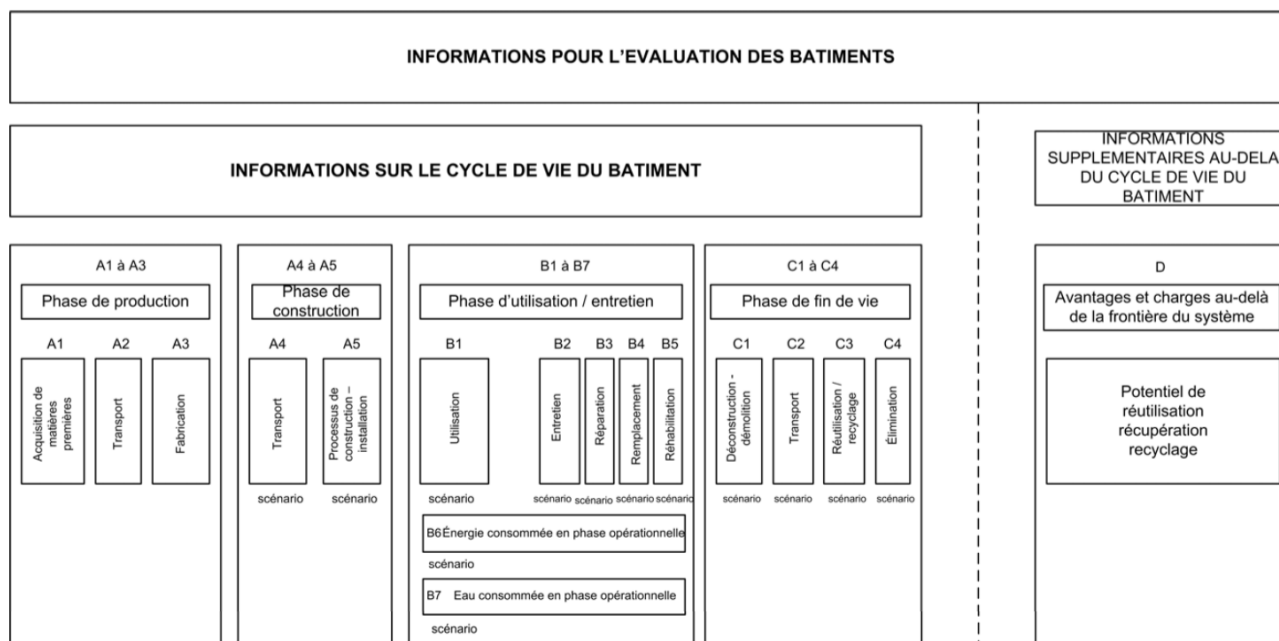 INFORMATIONS POUR L’EVALUATION DES BATIMENTS
INFORMATIONS SUR LE CYCLE DE VIE DU BATIMENT
INFORMATIONS
SUPPLEMENTAIRES AU-DELA
DU CYCLE DE VIE DU
BATIMENT
A1 à A3
Phase de production
A1
A2
A3
Acquisition de
matières
premières
Transport
Fabrication
A4 à A5
Phase de
construction
A4
A5
Transport
Processus de
construction –
installation
scénario
scénario
B1 à B7
Phase d’utilisation / entretien
B1
B2
B3
B4
B5
Utilisation
Entretien
Réparation
Remplacement
Réhabilitation
scénario
scénario
scénario
scénario
scénario
B6 Énergie consommée en phase opérationnelle
scénario
B7 Eau consommée en phase opérationnelle
scénario
C1 à C4
Phase de fin de vie
C1
C2
C3
C4
Déconstruction -
démolition
Transport
Réutilisation /
recyclage
Élimination
scénario
scénario
scénario
scénario
D
Avantages et charges au-delà
de la frontière du système
Potentiel de
réutilisation
récupération
recyclage